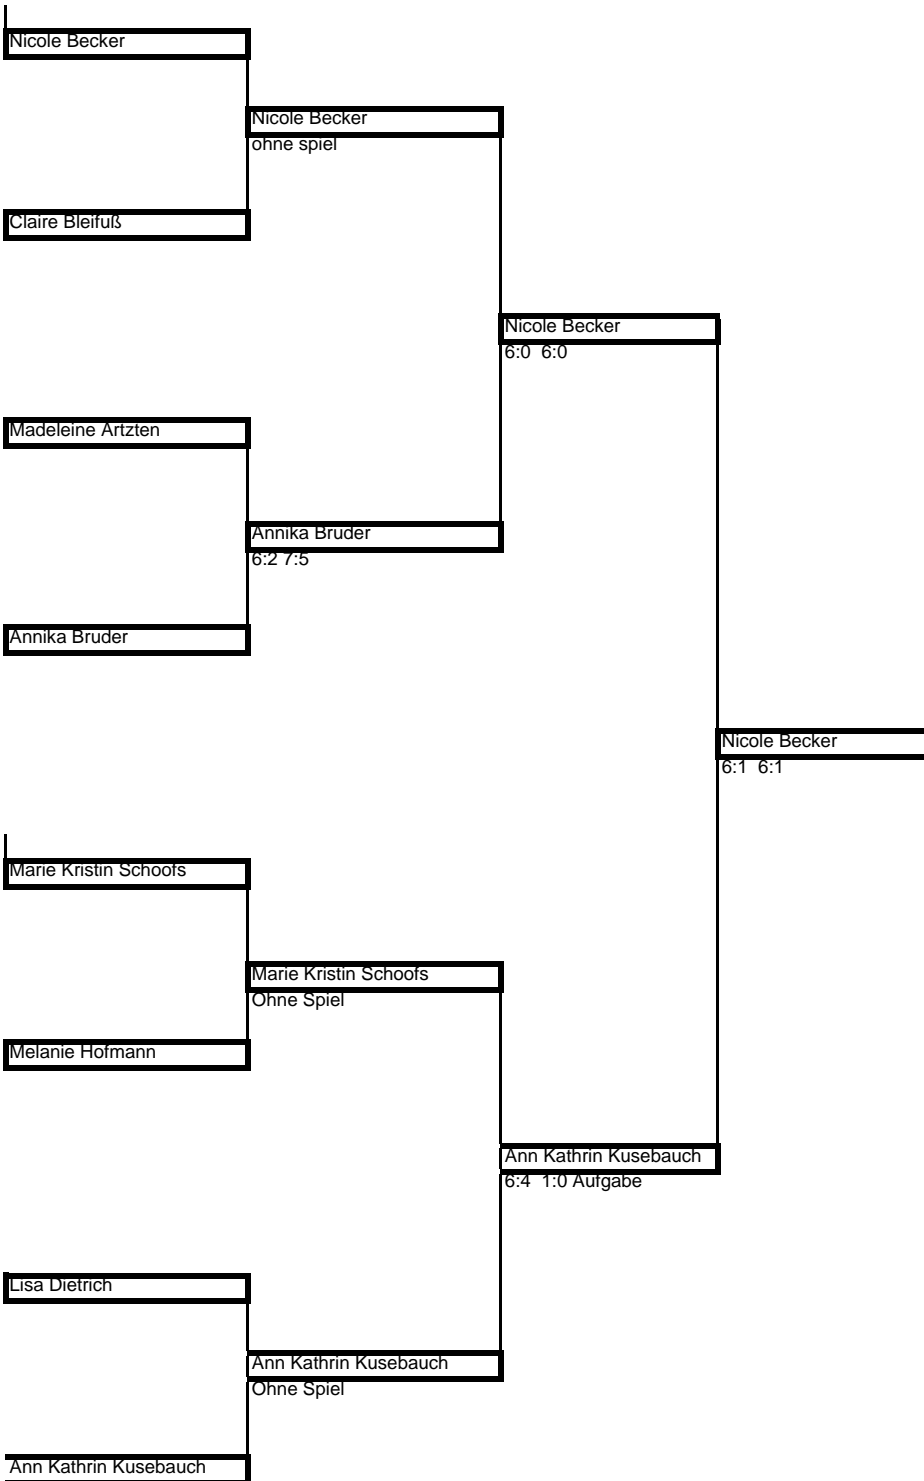 Nicole Becker
Nicole Becker
ohne spiel
Claire Bleifuß
Nicole Becker
6:0 6:0
Madeleine Artzten
Annika Bruder
6:2 7:5
Annika Bruder
Nicole Becker
6:1 6:1
Marie Kristin Schoofs
Marie Kristin Schoofs
Ohne Spiel
Melanie Hofmann
Ann Kathrin Kusebauch
6:4 1:0 Aufgabe
Lisa Dietrich
Ann Kathrin Kusebauch
Ohne Spiel
Ann Kathrin Kusebauch